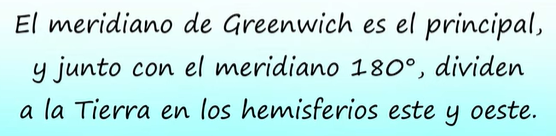 El meridiano de Greenwich es el principal,
y junto con el meridiano 180°, dividen
a la Tierra en los hemisferios este y oeste.